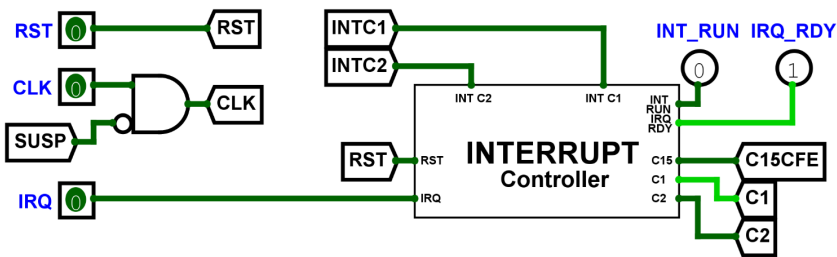 INT_RUN IRQ_RDY
RST 0 RST
INTC1
0 1
INTC2
CLK 0
CLK
INT C2 INT C1
INT
RUN
IRQ
RDY
SUSP
RST RST
INTERRUPT
Controller
C15 C15CFE
C1 C1
IRQ 0 IRQ
C2 C2